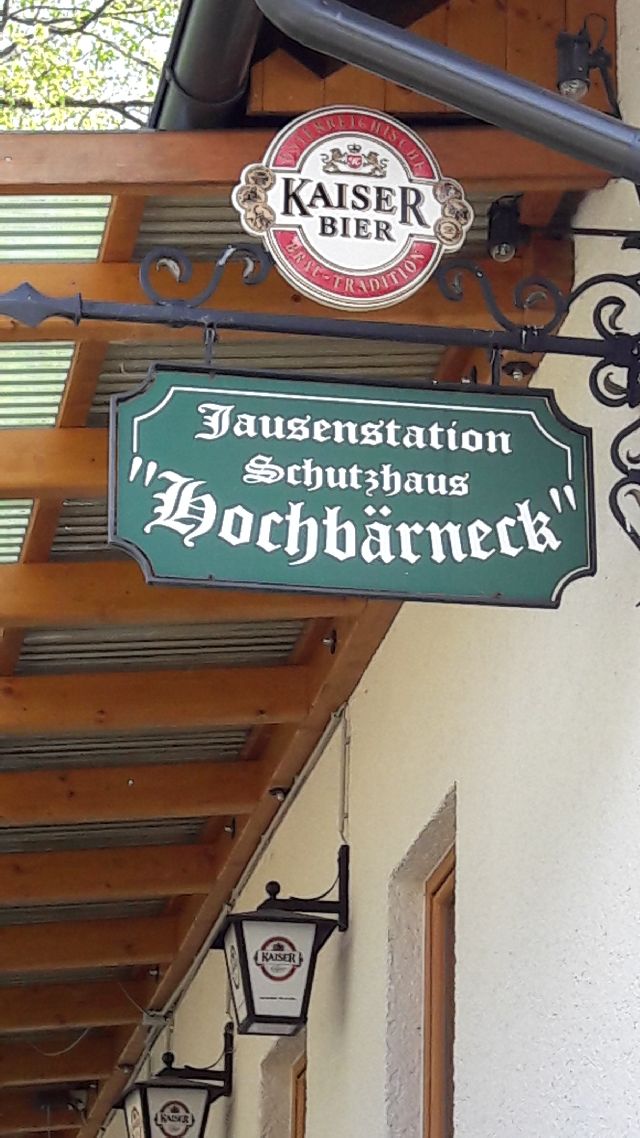 ÖSTERREICHISCHE
KAISER
BIER
BRAU-TRADITION
Jausenstation
Schutzhaus
"Hochbärneck"
KAISER
KAISER